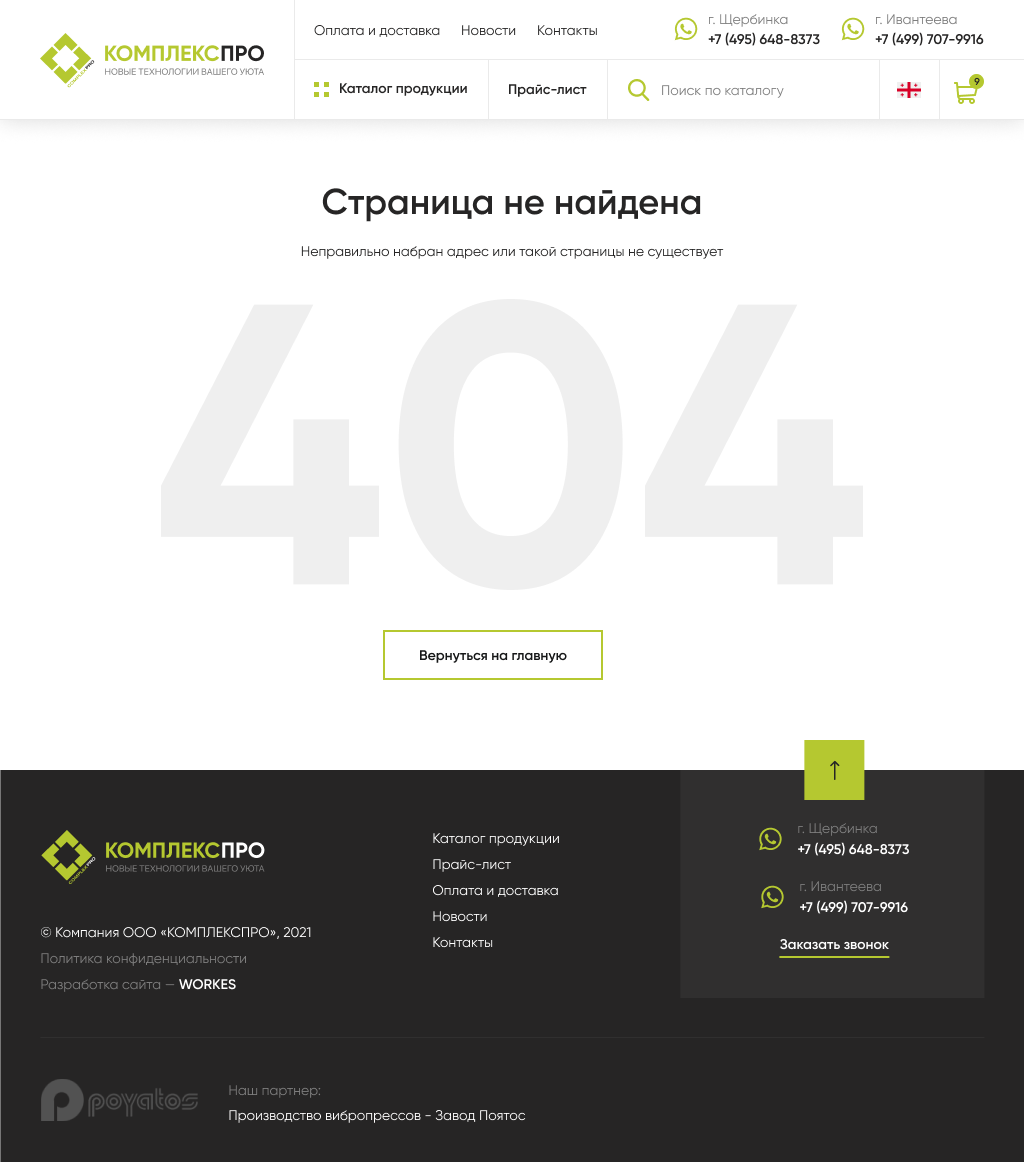 КОМПЛЕКСПРО
НОВЫЕ ТЕХНОЛОГИИ ВАШЕГО УЮТА
COMPLEXPRO
Оплата и доставка
Новости
Контакты
г. Щербинка
+7 (495) 648-8373
г. Ивантеева
+7 (499) 707-9916
Каталог продукции
Прайс-лист
Поиск по каталогу
9
Страница не найдена
Неправильно набран адрес или такой страницы не существует
404
Вернуться на главную
↑
КОМПЛЕКСПРО
НОВЫЕ ТЕХНОЛОГИИ ВАШЕГО УЮТА
COMPLEXPRO
© Компания ООО «КОМПЛЕКСПРО», 2021
Политика конфиденциальности
Разработка сайта — WORKES
Каталог продукции
Прайс-лист
Оплата и доставка
Новости
Контакты
г. Щербинка
+7 (495) 648-8373
г. Ивантеева
+7 (499) 707-9916
Заказать звонок
poyatos
Наш партнер:
Производство вибропрессов - Завод Поятос